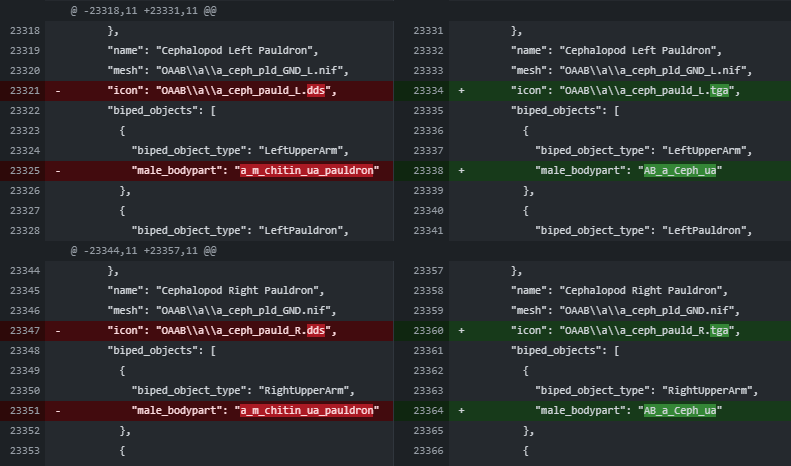 @ -23318,11 +23331,11 @@
23318 },
23319 "name": "Cephalopod Left Pauldron",
23320 "mesh": "OAAB\\a\\a_ceph_pld_GND_L.nif",
23321 - "icon": "OAAB\\a\\a_ceph_pauld_L.dds",
23322 "biped_objects": [
23323 {
23324 "biped_object_type": "LeftUpperArm",
23325 - "male_bodypart": "a_m_chitin_ua_pauldron"
23326 },
23327 {
23328 "biped_object_type": "LeftPauldron",
23331 },
23332 "name": "Cephalopod Left Pauldron",
23333 "mesh": "OAAB\\a\\a_ceph_pld_GND_L.nif",
23334 + "icon": "OAAB\\a\\a_ceph_pauld_L.tga",
23335 "biped_objects": [
23336 {
23337 "biped_object_type": "LeftUpperArm",
23338 + "male_bodypart": "AB_a_Ceph_ua"
23339 },
23340 {
23341 "biped_object_type": "LeftPauldron",
@ -23344,11 +23357,11 @@
23344 },
23345 "name": "Cephalopod Right Pauldron",
23346 "mesh": "OAAB\\a\\a_ceph_pld_GND.nif",
23347 - "icon": "OAAB\\a\\a_ceph_pauld_R.dds",
23348 "biped_objects": [
23349 {
23350 "biped_object_type": "RightUpperArm",
23351 - "male_bodypart": "a_m_chitin_ua_pauldron"
23352 },
23353 {
23357 },
23358 "name": "Cephalopod Right Pauldron",
23359 "mesh": "OAAB\\a\\a_ceph_pld_GND.nif",
23360 + "icon": "OAAB\\a\\a_ceph_pauld_R.tga",
23361 "biped_objects": [
23362 {
23363 "biped_object_type": "RightUpperArm",
23364 + "male_bodypart": "AB_a_Ceph_ua"
23365 },
23366 {